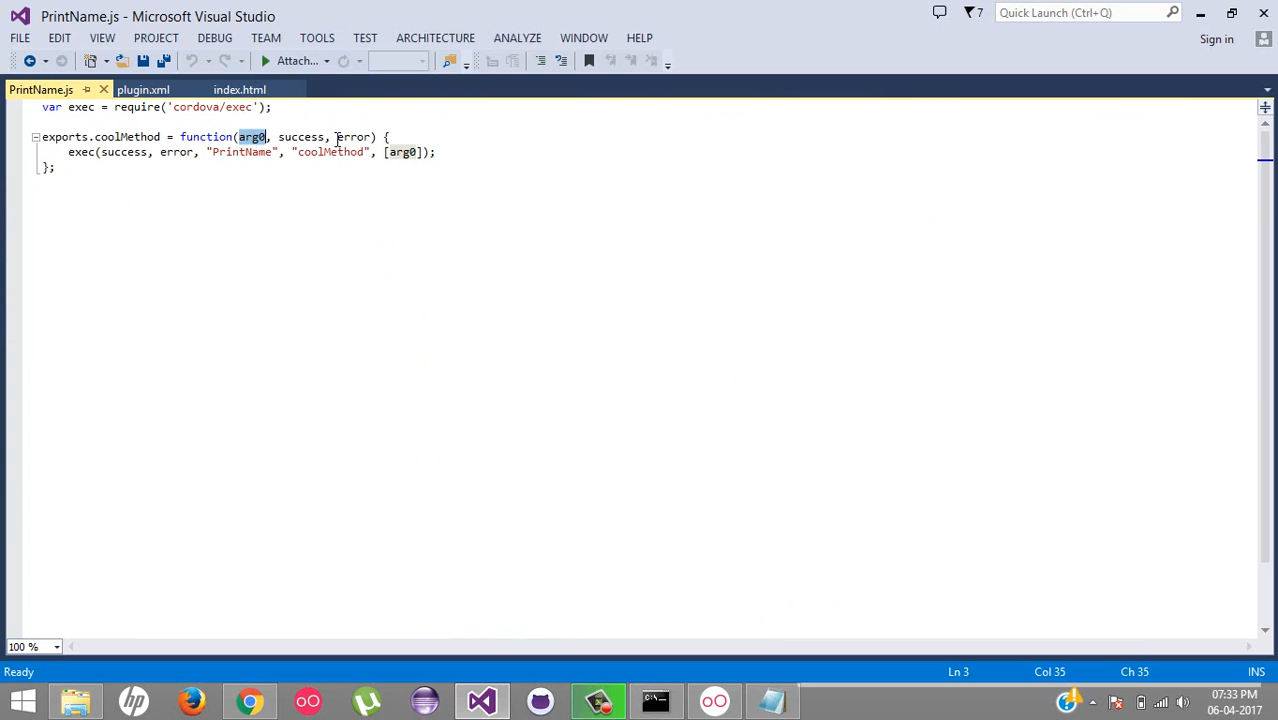 PrintName.js - Microsoft Visual Studio
7
Quick Launch (Ctrl+Q)
FILE EDIT VIEW PROJECT DEBUG TEAM TOOLS TEST ARCHITECTURE ANALYZE WINDOW HELP
Sign in
Attach...
PrintName.js plugin.xml index.html
var exec = require('cordova/exec');
exports.coolMethod = function(arg0, success, error) {
exec(success, error, "PrintName", "coolMethod", [arg0]);
};
100 %
Ready Ln 3 Col 35 Ch 35 INS
hp
07:33 PM
06-04-2017